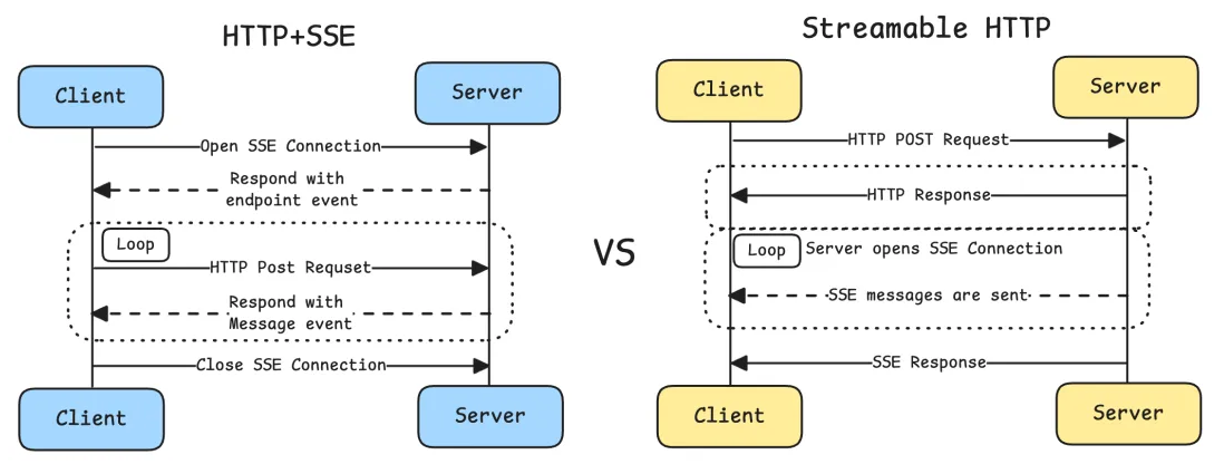 HTTP+SSE
Client
Server
Open SSE Connection
Respond with
endpoint event
Loop
HTTP Post Requset
Respond with
Message event
Close SSE Connection
Client
Server
VS
Streamable HTTP
Client
Server
HTTP POST Request
HTTP Response
Loop
Server opens SSE Connection
SSE messages are sent
SSE Response
Client
Server